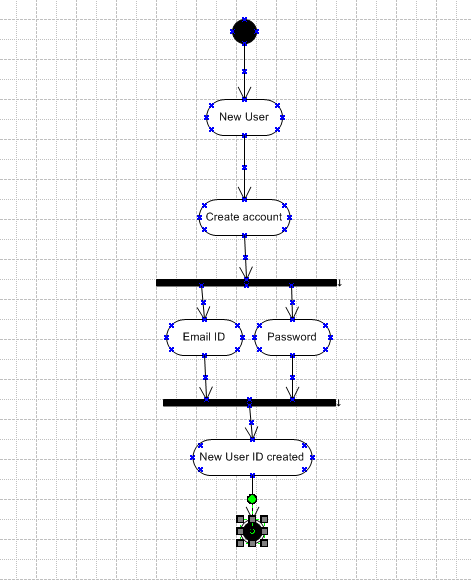 New User
Create account
Email ID
Password
New User ID created